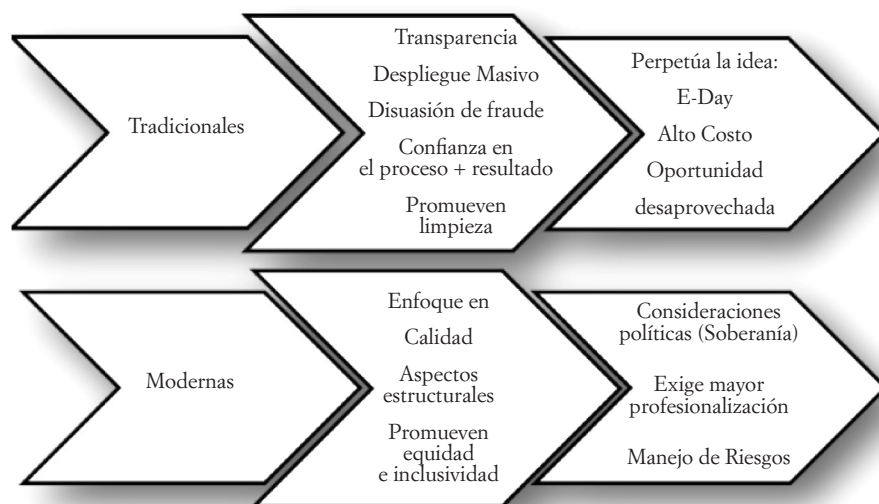 Tradicionales
Transparencia
Despliegue Masivo
Disuasión de fraude
Confianza en
el proceso + resultado
Promueven
limpieza
Perpetúa la idea:
E-Day
Alto Costo
Oportunidad
desaprovechada
Modernas
Enfoque en
Calidad
Aspectos
estructurales
Promueven
equidad
e inclusividad
Consideraciones
políticas (Soberanía)
Exige mayor
profesionalización
Manejo de Riesgos